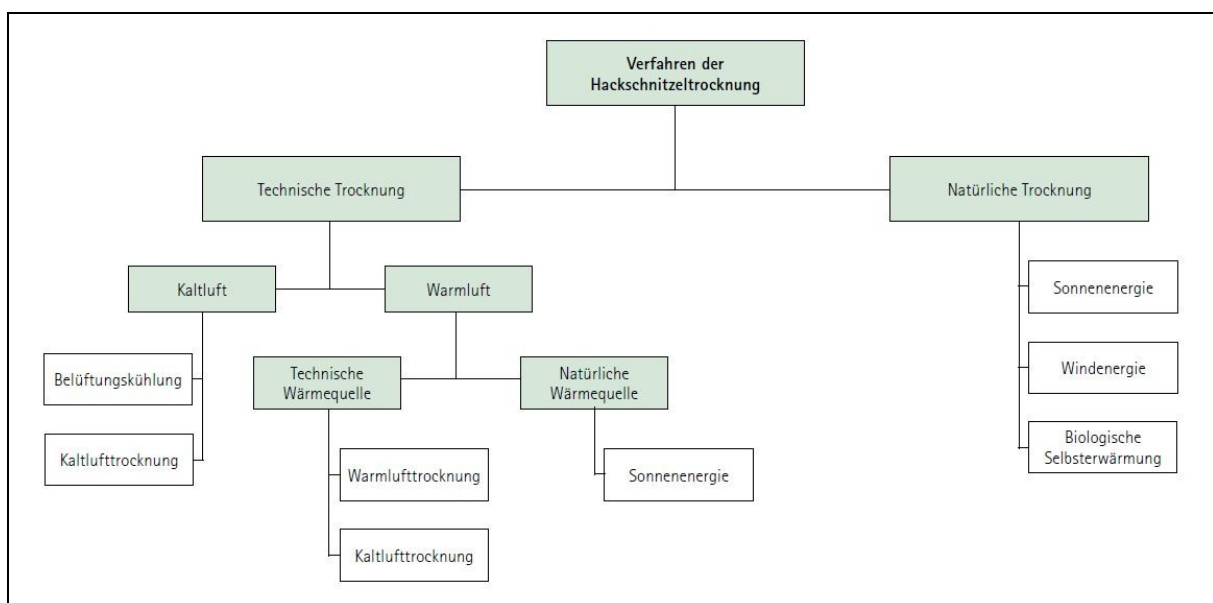 Verfahren der
Hackschnitzeltrocknung
Technische Trocknung
Natürliche Trocknung
Kaltluft
Warmluft
Sonnenenergie
Belüftungskühlung
Technische
Wärmequelle
Natürliche
Wärmequelle
Windenergie
Kaltlufttrocknung
Warmlufttrocknung
Sonnenenergie
Biologische
Selbsterwärmung
Kaltlufttrocknung